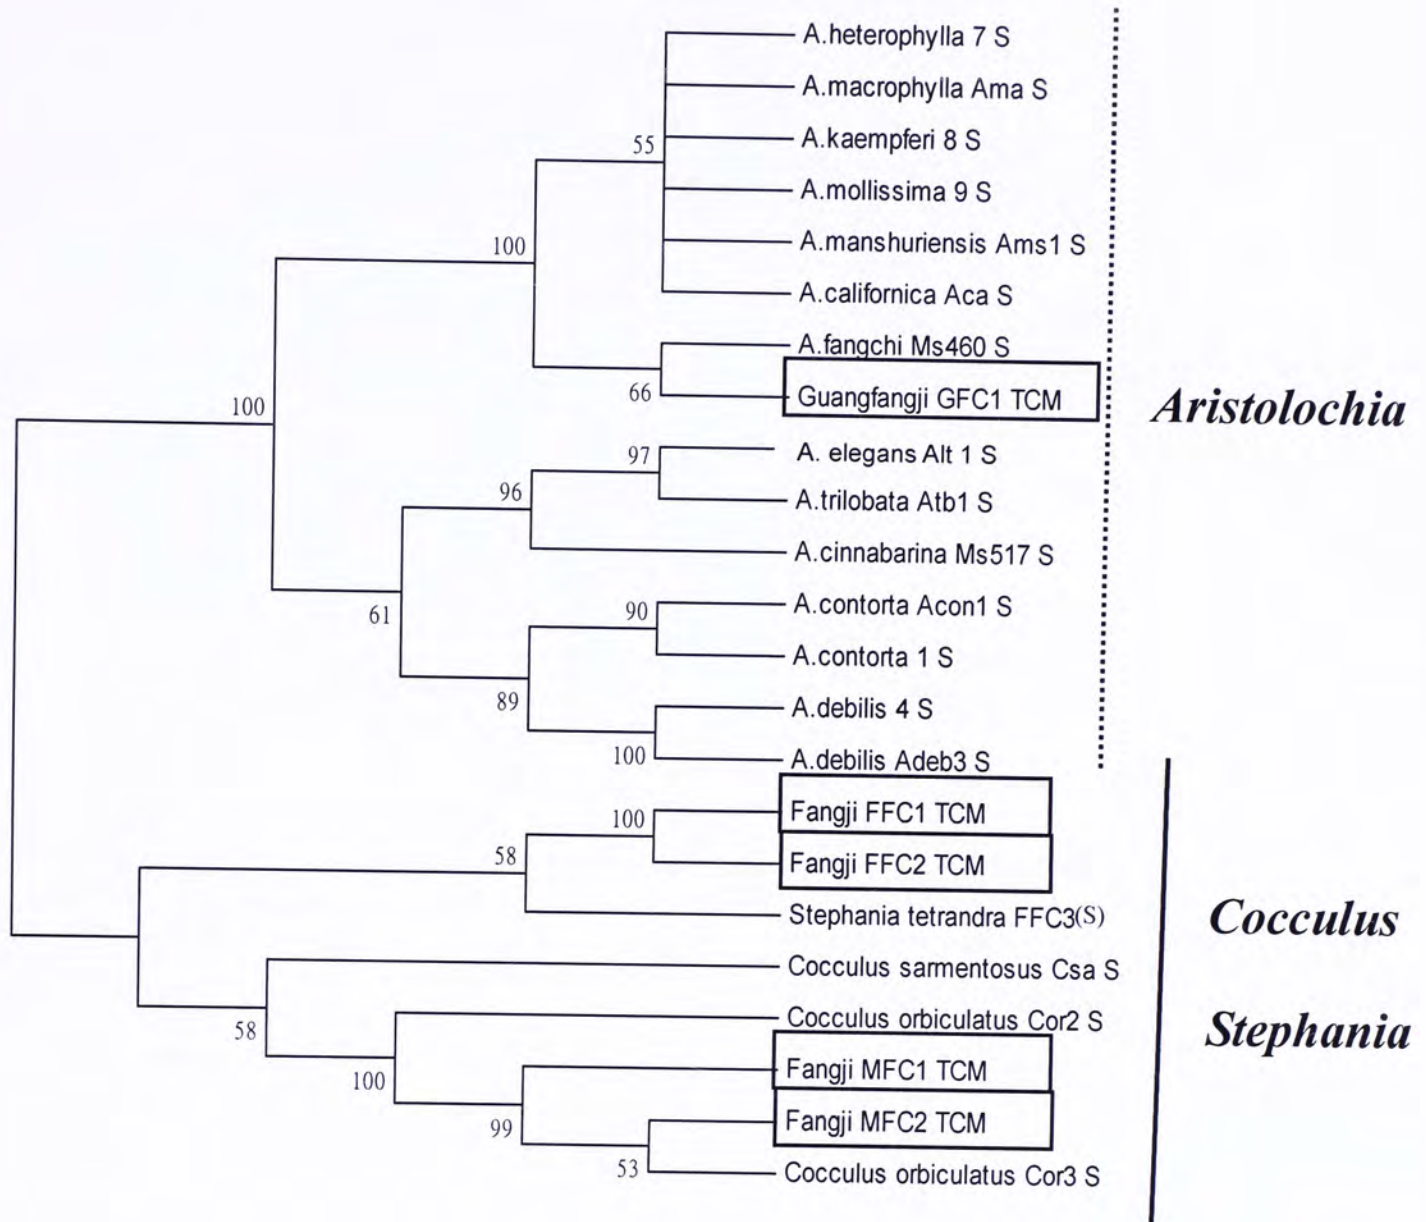 A.heterophylla 7 S
A.macrophylla Ama S
55
A.kaempferi 8 S
A.mollissima 9 S
100
A.manshuriensis Ams1 S
A.californica Aca S
A.fangchi Ms460 S
66
Guangfangji GFC1 TCM
100
Aristolochia
97
A. elegans Alt 1 S
96
A.trilobata Atb1 S
A.cinnabarina Ms517 S
61
90
A.contorta Acon1 S
A.contorta 1 S
89
A.debilis 4 S
100
A.debilis Adeb3 S
100
Fangji FFC1 TCM
58
Fangji FFC2 TCM
Stephania tetrandra FFC3(S)
Cocculus
Cocculus sarmentosus Csa S
58
Cocculus orbiculatus Cor2 S
Stephania
100
Fangji MFC1 TCM
99
Fangji MFC2 TCM
53
Cocculus orbiculatus Cor3 S